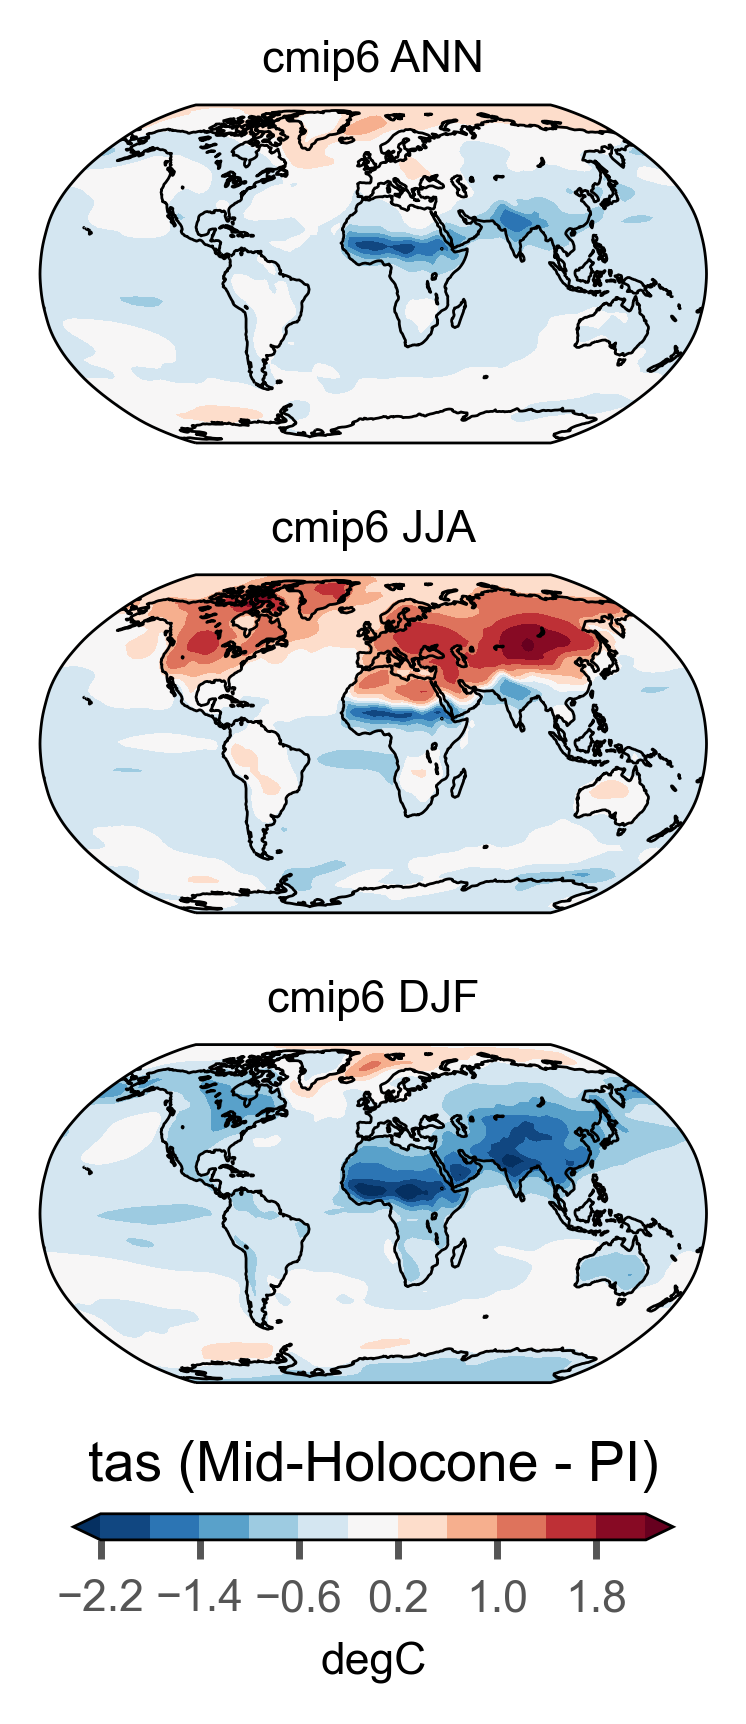 cmip6 ANN
cmip6 JJA
cmip6 DJF
tas (Mid-Holocone - PI)
−2.2 −1.4 −0.6 0.2 1.0 1.8
degC